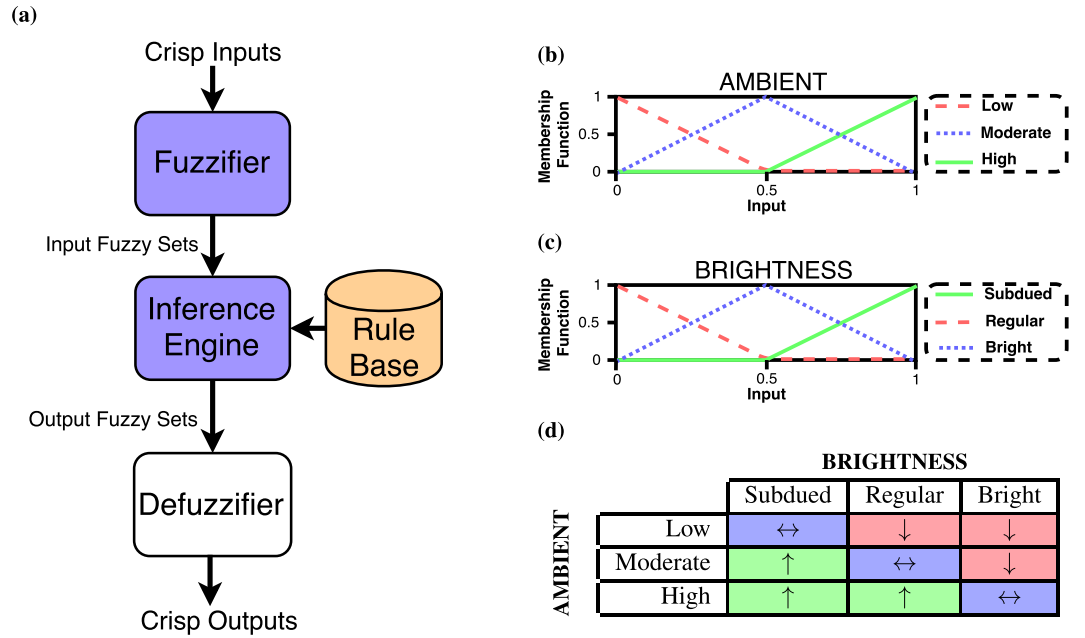 (a)
Crisp Inputs
Fuzzifier
Input Fuzzy Sets
Inference
Engine
Rule
Base
Output Fuzzy Sets
Defuzzifier
Crisp Outputs
(b)
AMBIENT
Membership
Function
1
0.5
0
0
0.5
1
Input
Low
Moderate
High
(c)
BRIGHTNESS
Membership
Function
1
0.5
0
0
0.5
1
Input
Subdued
Regular
Bright
(d)
BRIGHTNESS
Subdued Regular Bright
AMBIENT
Low ↔ ↓ ↓
Moderate ↑ ↔ ↓
High ↑ ↑ ↔